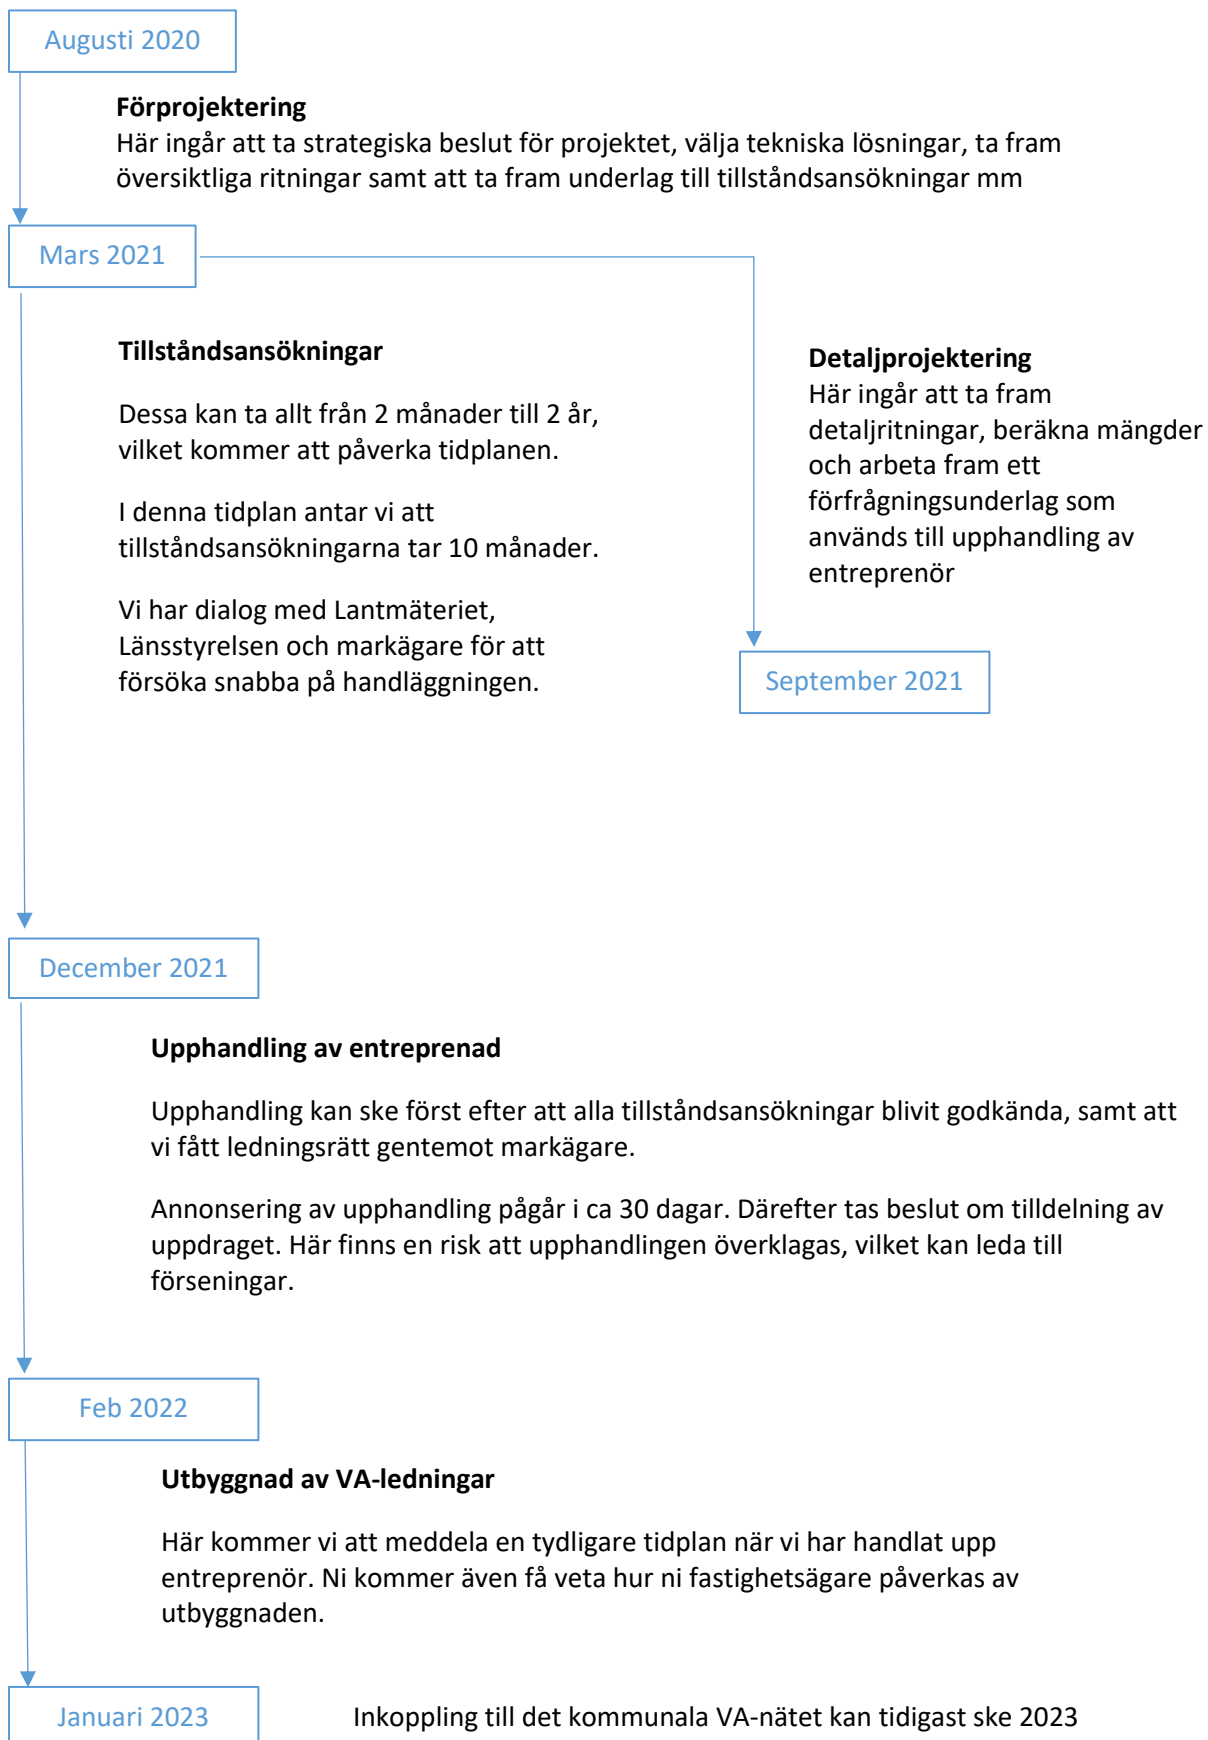 Augusti 2020
Förprojektering
Här ingår att ta strategiska beslut för projektet, välja tekniska lösningar, ta fram
översiktliga ritningar samt att ta fram underlag till tillståndsansökningar mm
Mars 2021
Tillståndsansökningar
Dessa kan ta allt från 2 månader till 2 år,
vilket kommer att påverka tidplanen.
I denna tidplan antar vi att
tillståndsansökningarna tar 10 månader.
Vi har dialog med Lantmäteriet,
Länsstyrelsen och markägare för att
försöka snabba på handläggningen.
Detaljprojektering
Här ingår att ta fram
detaljritningar, beräkna mängder
och arbeta fram ett
förfrågningsunderlag som
används till upphandling av
entreprenör
September 2021
December 2021
Upphandling av entreprenad
Upphandling kan ske först efter att alla tillståndsansökningar blivit godkända, samt att
vi fått ledningsrätt gentemot markägare.
Annonsering av upphandling pågår i ca 30 dagar. Därefter tas beslut om tilldelning av
uppdraget. Här finns en risk att upphandlingen överklagas, vilket kan leda till
förseningar.
Feb 2022
Utbyggnad av VA-ledningar
Här kommer vi att meddela en tydligare tidplan när vi har handlat upp
entreprenör. Ni kommer även få veta hur ni fastighetsägare påverkas av
utbyggnaden.
Januari 2023
Inkoppling till det kommunala VA-nätet kan tidigast ske 2023